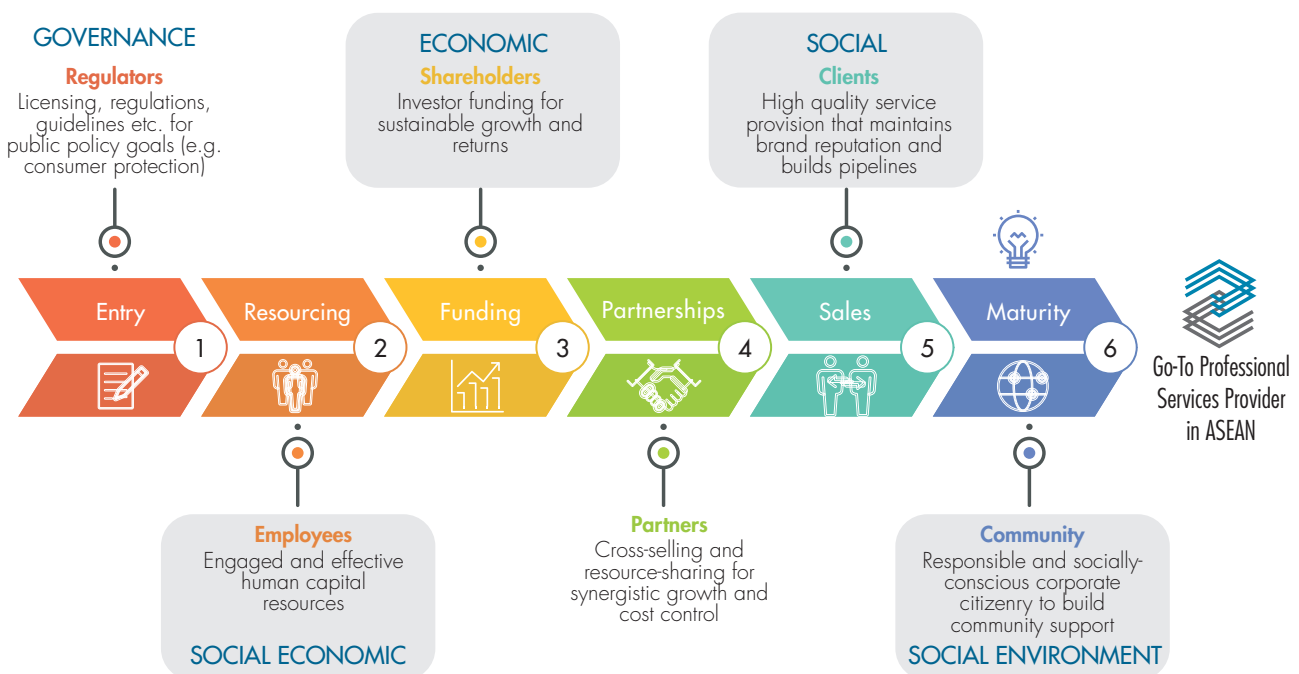 GOVERNANCE
Regulators
Licensing, regulations,
guidelines etc. for
public policy goals (e.g.
consumer protection)
ECONOMIC
Shareholders
Investor funding for
sustainable growth and
returns
SOCIAL
Clients
High quality service
provision that maintains
brand reputation and
builds pipelines
Entry
1
Resourcing
2
Funding
3
Partnerships
4
Sales
5
Maturity
6
Go-To Professional
Services Provider
in ASEAN
Employees
Engaged and effective
human capital
resources
SOCIAL ECONOMIC
Partners
Cross-selling and
resource-sharing for
synergistic growth and
cost control
Community
Responsible and socially-
conscious corporate
citizenry to build
community support
SOCIAL ENVIRONMENT